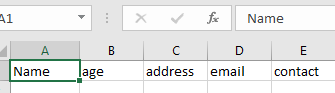 A1 Name
A B C D E
1 Name age address email contact